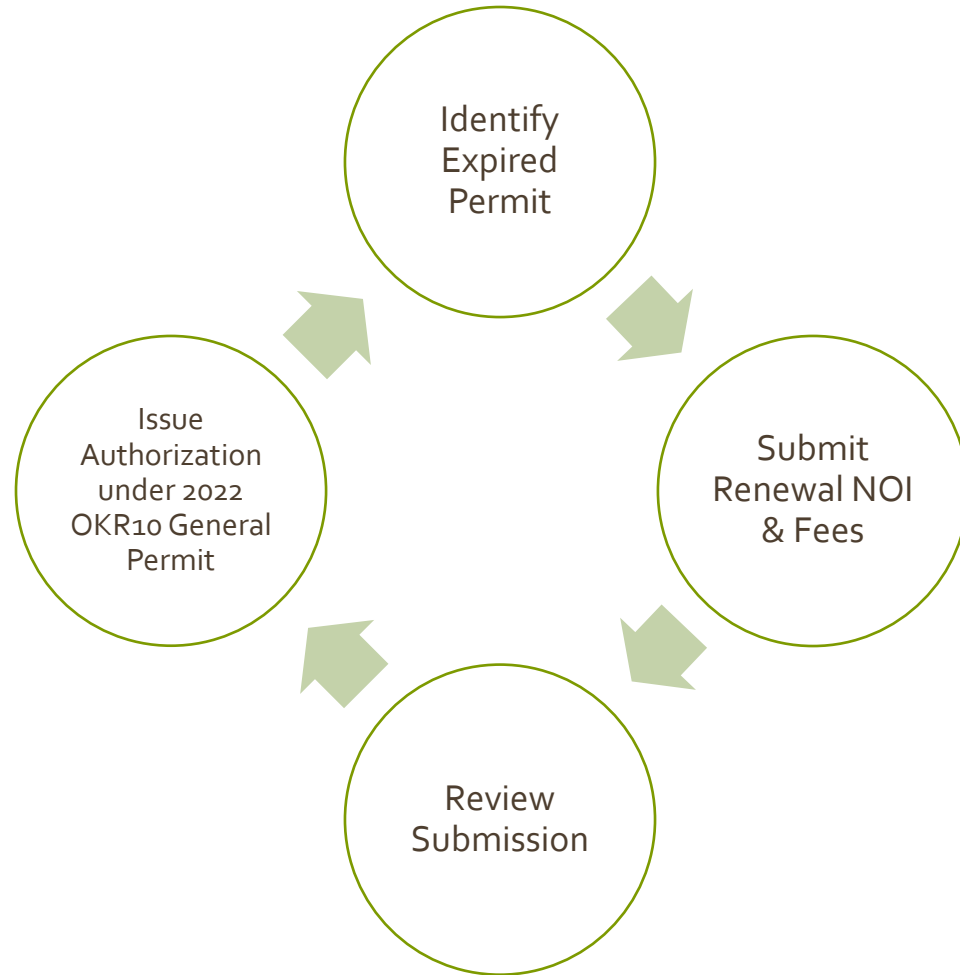 Identify
Expired
Permit
Submit
Renewal NOI
& Fees
Review
Submission
Issue
Authorization
under 2022
OKR10 General
Permit